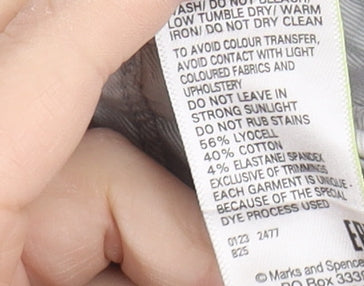 WASH/ DO NOT BLEACH/
LOW TUMBLE DRY/ WARM
IRON/ DO NOT DRY CLEAN
TO AVOID COLOUR TRANSFER,
AVOID CONTACT WITH LIGHT
COLOURED FABRICS AND
UPHOLSTERY
DO NOT LEAVE IN
STRONG SUNLIGHT
DO NOT RUB STAINS
56% LYOCELL
40% COTTON
4% ELASTANE/ SPANDEX
EXCLUSIVE OF TRIMMINGS
EACH GARMENT IS UNIQUE -
BECAUSE OF THE SPECIAL
DYE PROCESS USED
0123 2477
825
© Marks and Spencer
PO Box 333